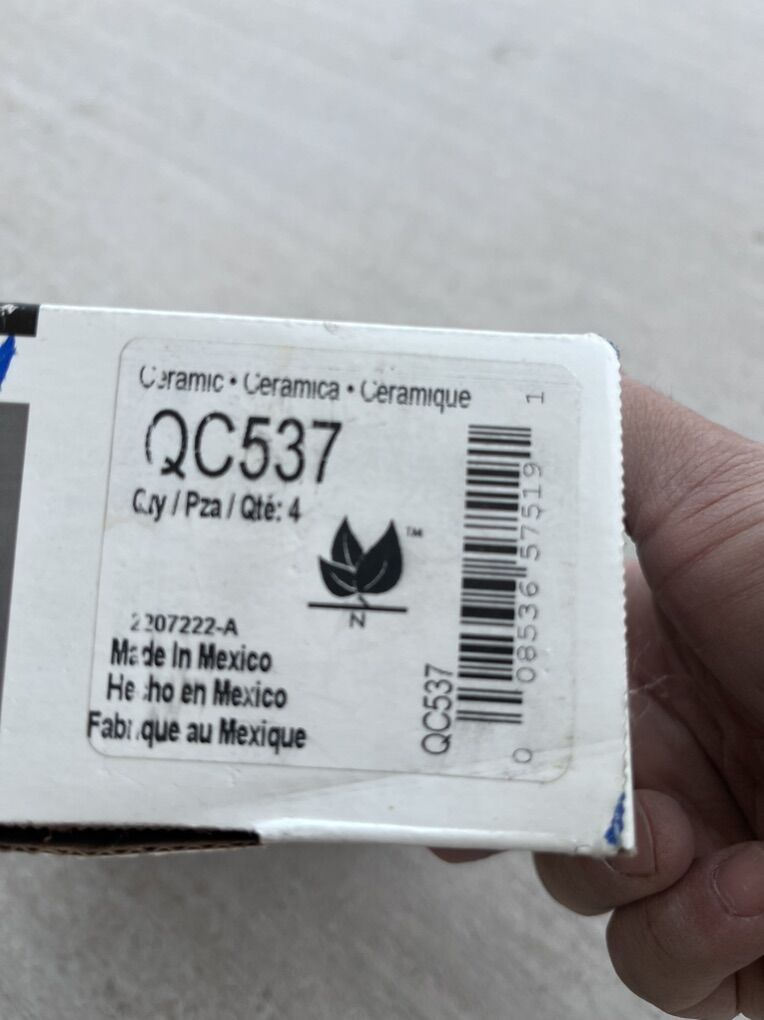 Ceramic • Ceramica • Ceramique
QC537
Qty / Pza / Qté: 4
TM
N
2207222-A
Made In Mexico
Hecho en Mexico
Fabrique au Mexique
QC537
0 08536 57519 1